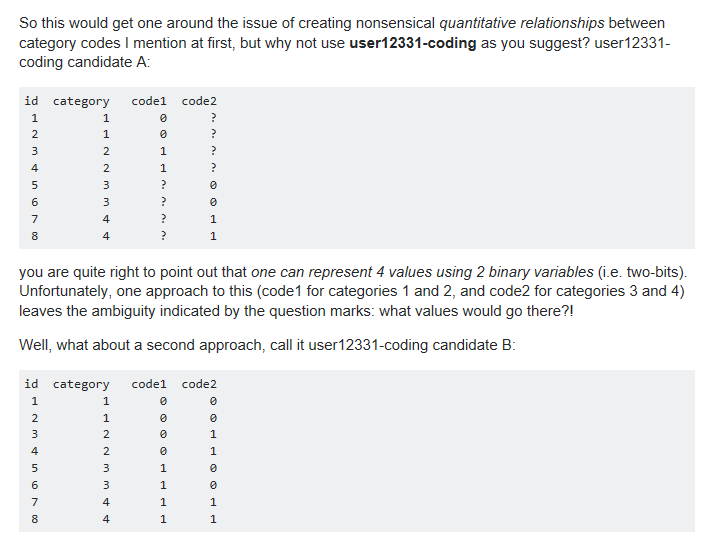 So this would get one around the issue of creating nonsensical quantitative relationships between
category codes I mention at first, but why not use user12331-coding as you suggest? user12331-
coding candidate A:
id category code1 code2
1 1 0 ?
2 1 0 ?
3 2 1 ?
4 2 1 ?
5 3 ? 0
6 3 ? 0
7 4 ? 1
8 4 ? 1
you are quite right to point out that one can represent 4 values using 2 binary variables (i.e. two-bits).
Unfortunately, one approach to this (code1 for categories 1 and 2, and code2 for categories 3 and 4)
leaves the ambiguity indicated by the question marks: what values would go there?!
Well, what about a second approach, call it user12331-coding candidate B:
id category code1 code2
1 1 0 0
2 1 0 0
3 2 0 1
4 2 0 1
5 3 1 0
6 3 1 0
7 4 1 1
8 4 1 1